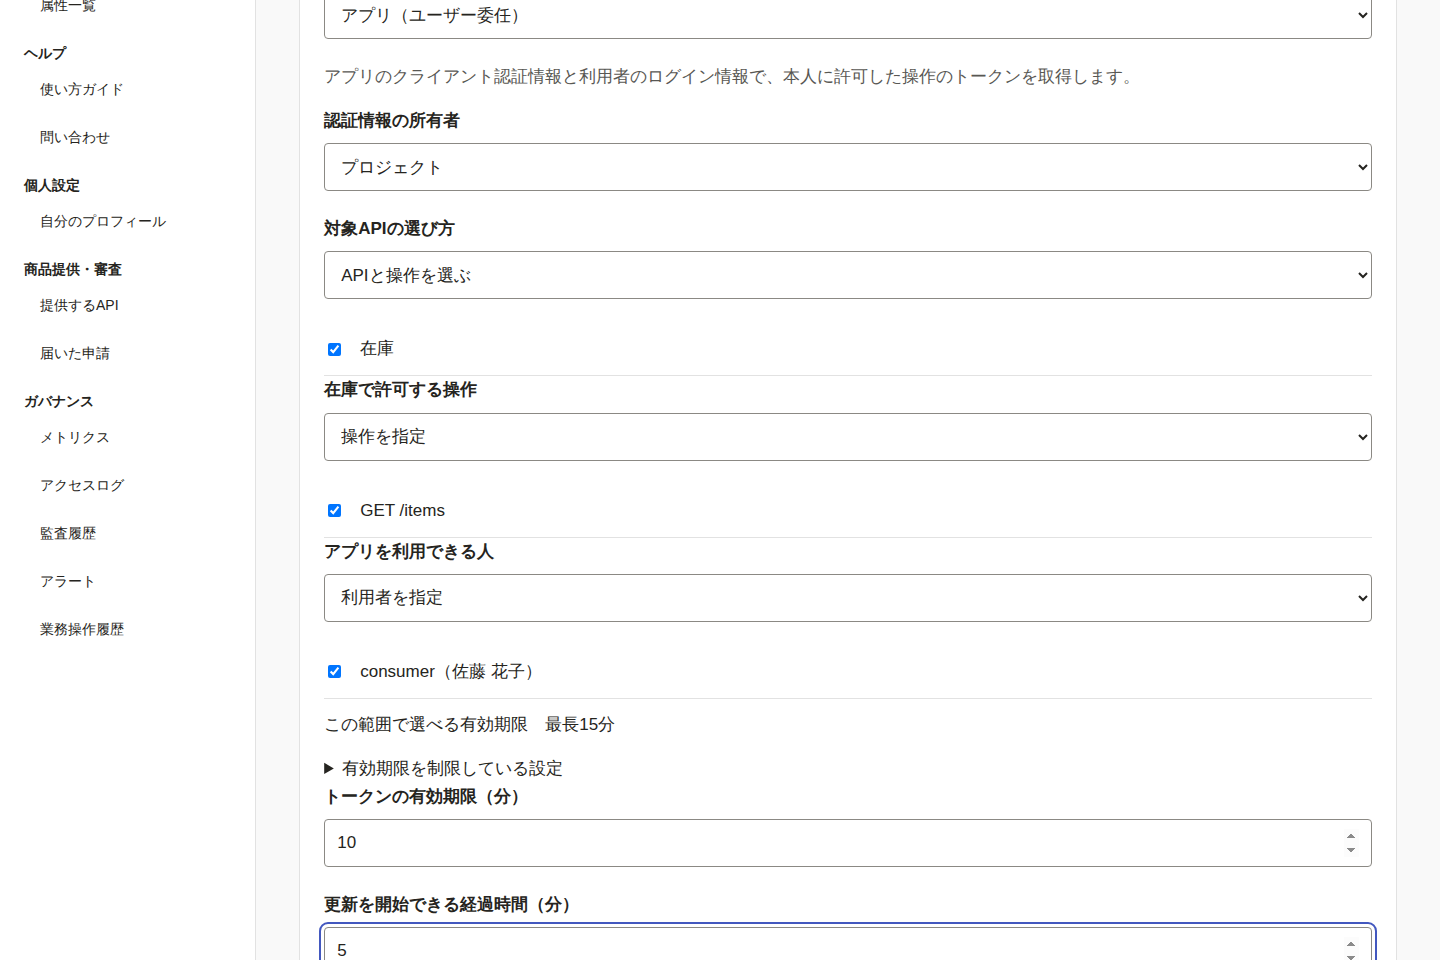 属性一覧
ヘルプ
使い方ガイド
問い合わせ
個人設定
自分のプロフィール
商品提供・審査
提供するAPI
届いた申請
ガバナンス
メトリクス
アクセスログ
監査履歴
アラート
業務操作履歴
アプリ（ユーザー委任）
アプリのクライアント認証情報と利用者のログイン情報で、本人に許可した操作のトークンを取得します。
認証情報の所有者
プロジェクト
対象APIの選び方
APIと操作を選ぶ
在庫
在庫で許可する操作
操作を指定
GET /items
アプリを利用できる人
利用者を指定
consumer（佐藤 花子）
この範囲で選べる有効期限　最長15分
有効期限を制限している設定
トークンの有効期限（分）
10
更新を開始できる経過時間（分）
5